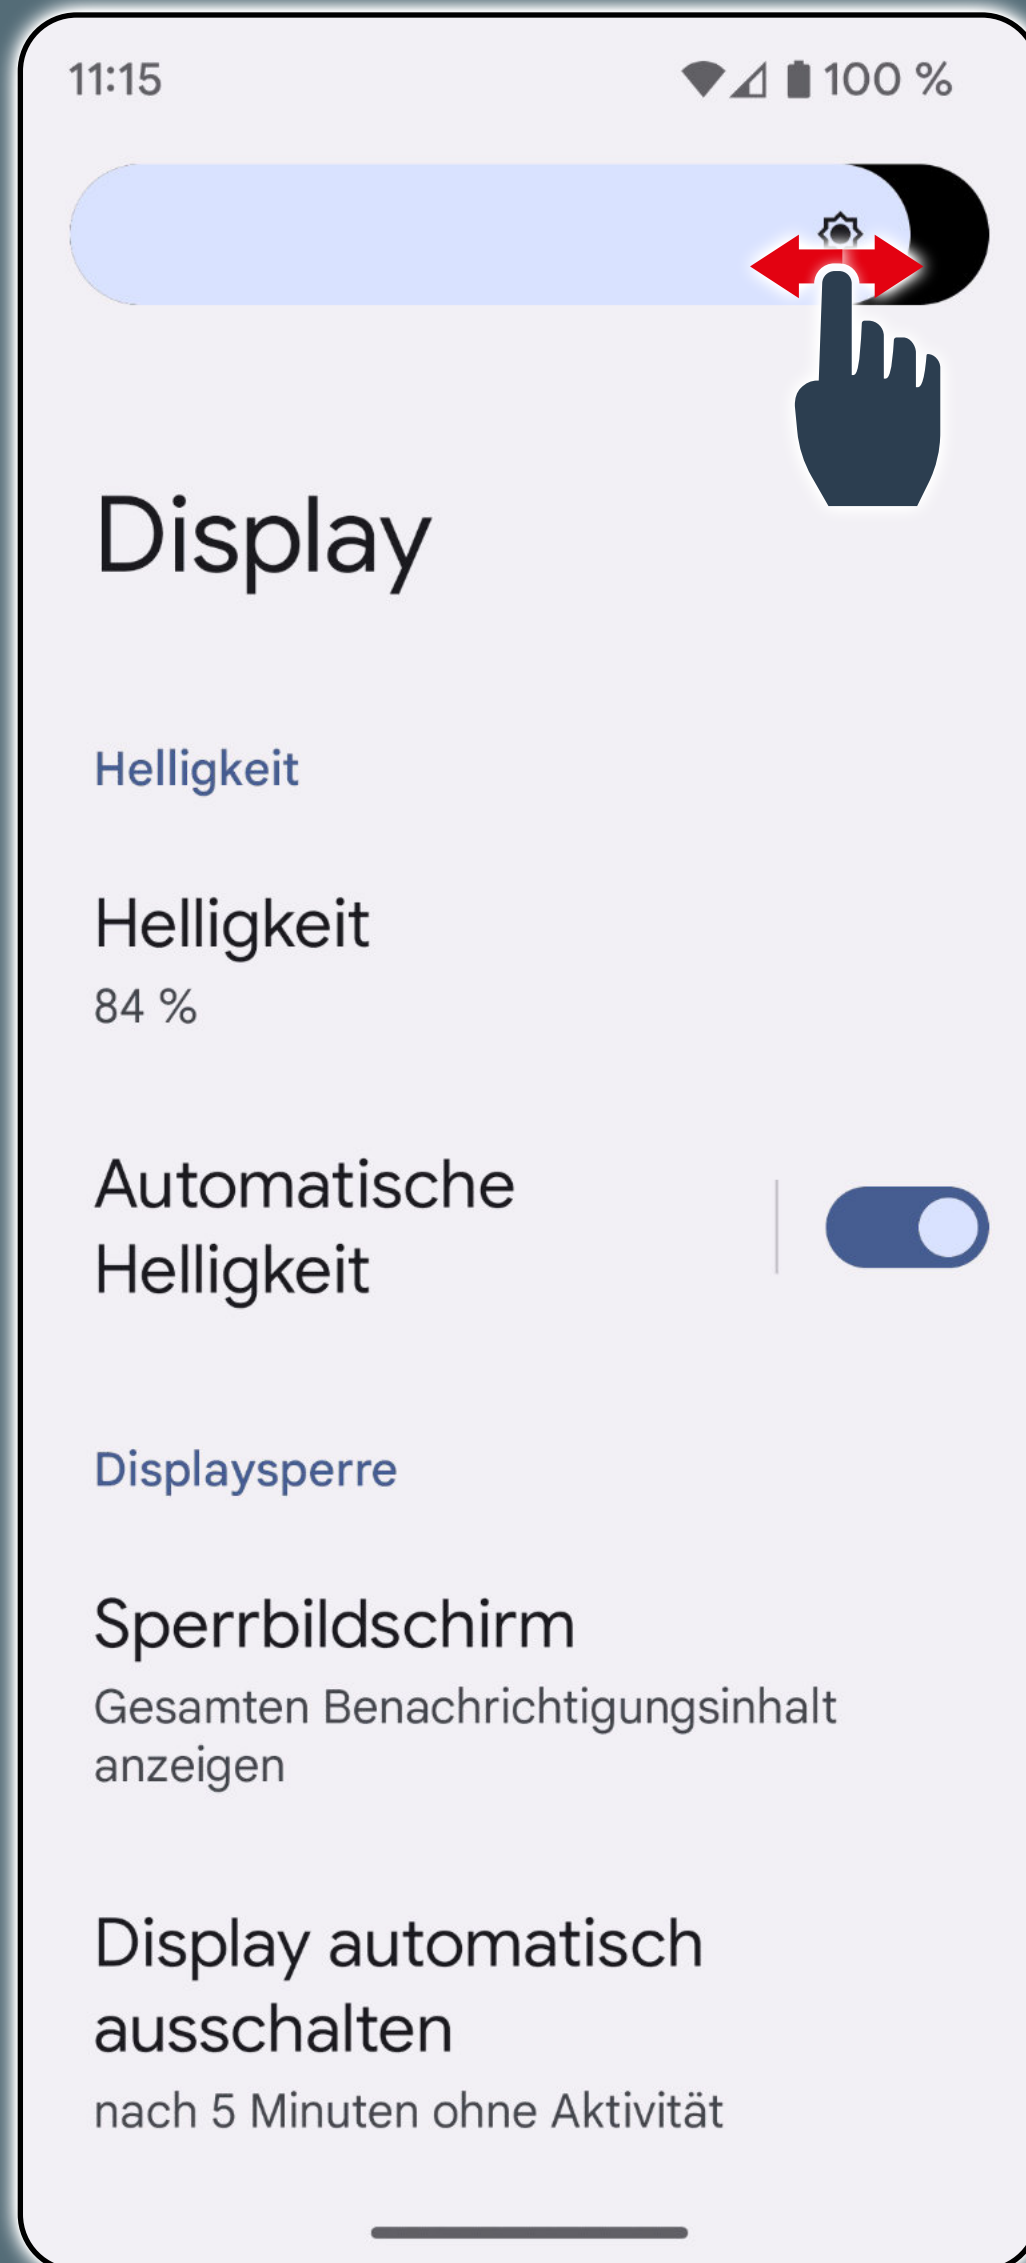 11:15 100 %
Display
Helligkeit
Helligkeit
84 %
Automatische
Helligkeit
Displaysperre
Sperrbildschirm
Gesamten Benachrichtigungsinhalt
anzeigen
Display automatisch
ausschalten
nach 5 Minuten ohne Aktivität